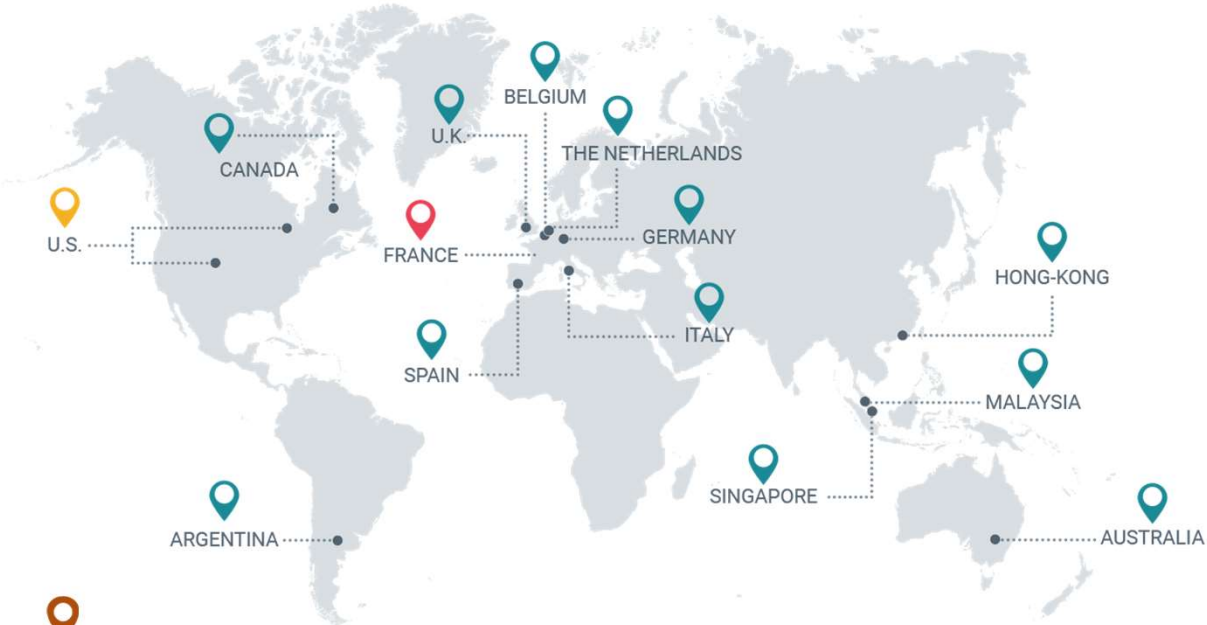 BELGIUM
U.K.
THE NETHERLANDS
CANADA
U.S.
FRANCE
GERMANY
HONG-KONG
ITALY
SPAIN
MALAYSIA
SINGAPORE
ARGENTINA
AUSTRALIA